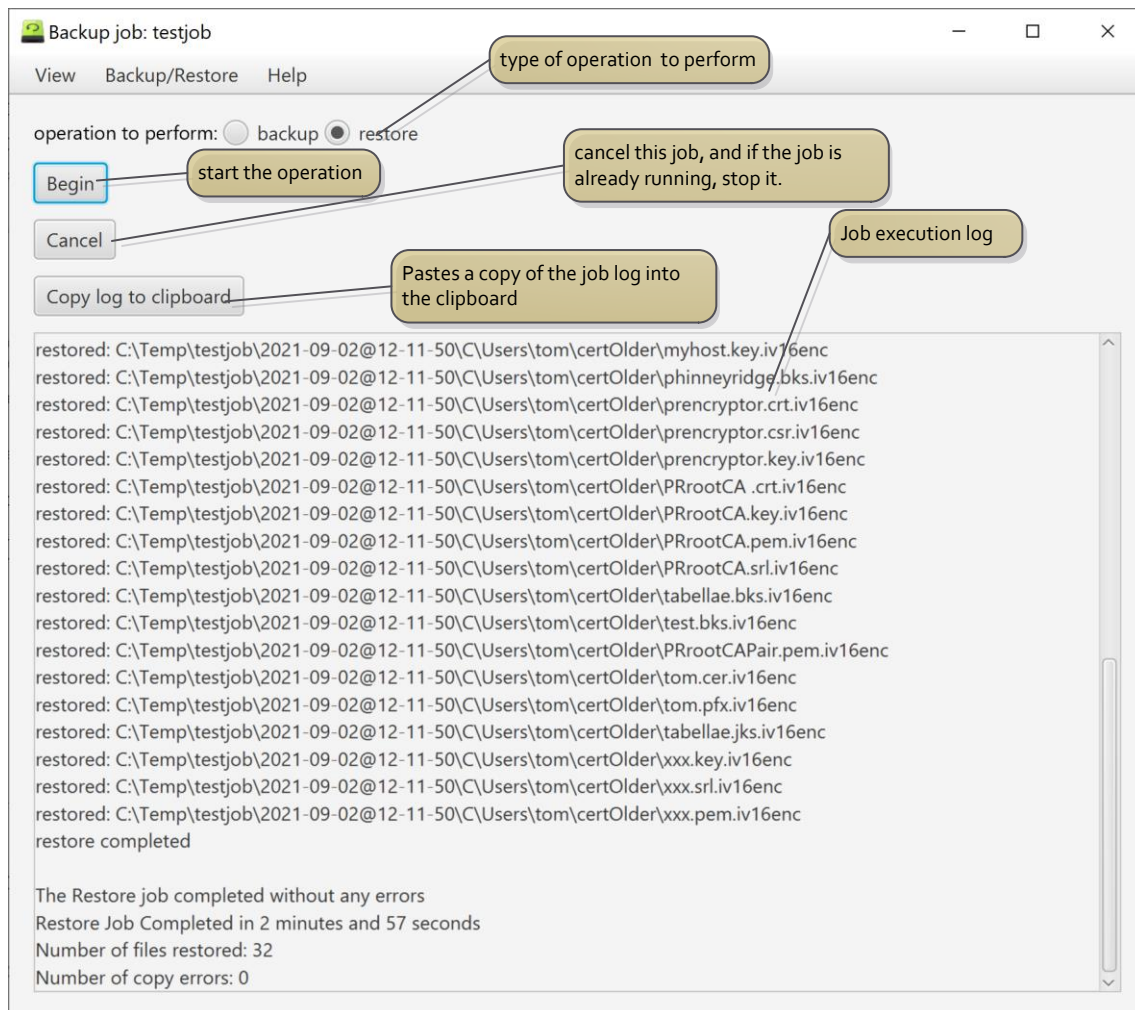 Backup job: testjob
View Backup/Restore Help
type of operation to perform
operation to perform: backup restore
Begin
start the operation
cancel this job, and if the job is
already running, stop it.
Cancel
Job execution log
Copy log to clipboard
Pastes a copy of the job log into
the clipboard
restored: C:\Temp\testjob\2021-09-02@12-11-50\C\Users\tom\certOlder\myhost.key.iv16enc
restored: C:\Temp\testjob\2021-09-02@12-11-50\C\Users\tom\certOlder\phinneyridge.bks.iv16enc
restored: C:\Temp\testjob\2021-09-02@12-11-50\C\Users\tom\certOlder\prencryptor.crt.iv16enc
restored: C:\Temp\testjob\2021-09-02@12-11-50\C\Users\tom\certOlder\prencryptor.csr.iv16enc
restored: C:\Temp\testjob\2021-09-02@12-11-50\C\Users\tom\certOlder\prencryptor.key.iv16enc
restored: C:\Temp\testjob\2021-09-02@12-11-50\C\Users\tom\certOlder\PRrootCA .crt.iv16enc
restored: C:\Temp\testjob\2021-09-02@12-11-50\C\Users\tom\certOlder\PRrootCA.key.iv16enc
restored: C:\Temp\testjob\2021-09-02@12-11-50\C\Users\tom\certOlder\PRrootCA.pem.iv16enc
restored: C:\Temp\testjob\2021-09-02@12-11-50\C\Users\tom\certOlder\PRrootCA.srl.iv16enc
restored: C:\Temp\testjob\2021-09-02@12-11-50\C\Users\tom\certOlder\tabellae.bks.iv16enc
restored: C:\Temp\testjob\2021-09-02@12-11-50\C\Users\tom\certOlder\test.bks.iv16enc
restored: C:\Temp\testjob\2021-09-02@12-11-50\C\Users\tom\certOlder\PRrootCAPair.pem.iv16enc
restored: C:\Temp\testjob\2021-09-02@12-11-50\C\Users\tom\certOlder\tom.cer.iv16enc
restored: C:\Temp\testjob\2021-09-02@12-11-50\C\Users\tom\certOlder\tom.pfx.iv16enc
restored: C:\Temp\testjob\2021-09-02@12-11-50\C\Users\tom\certOlder\tabellae.jks.iv16enc
restored: C:\Temp\testjob\2021-09-02@12-11-50\C\Users\tom\certOlder\xxx.key.iv16enc
restored: C:\Temp\testjob\2021-09-02@12-11-50\C\Users\tom\certOlder\xxx.srl.iv16enc
restored: C:\Temp\testjob\2021-09-02@12-11-50\C\Users\tom\certOlder\xxx.pem.iv16enc
restore completed
The Restore job completed without any errors
Restore Job Completed in 2 minutes and 57 seconds
Number of files restored: 32
Number of copy errors: 0